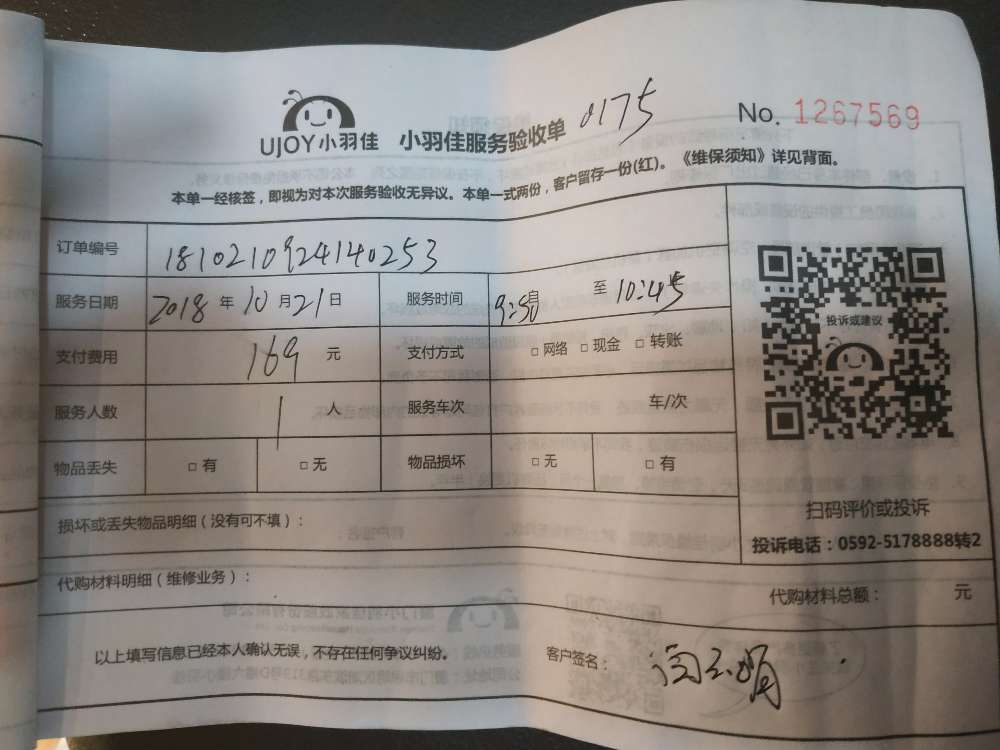 UJOY小羽佳 小羽佳服务验收单 0175 No. 1267569
本单一经核签，即视为对本次服务验收无异议。本单一式两份，客户留存一份(红)。《维保须知》详见背面。
订单编号 1810210924140253
服务日期 2018 年 10 月 21 日 服务时间 9:50 至 10:45
支付费用 169 元 支付方式 □ 网络 □ 现金 □ 转账
服务人数 1 人 服务车次 车/次
物品丢失 □ 有 □ 无 物品损坏 □ 无 □ 有
投诉或建议
扫码评价或投诉
投诉电话：0592-5178888转2
损坏或丢失物品明细（没有可不填）：
代购材料明细（维修业务）： 代购材料总额： 元
以上填写信息已经本人确认无误，不存在任何争议纠纷。 客户签名：